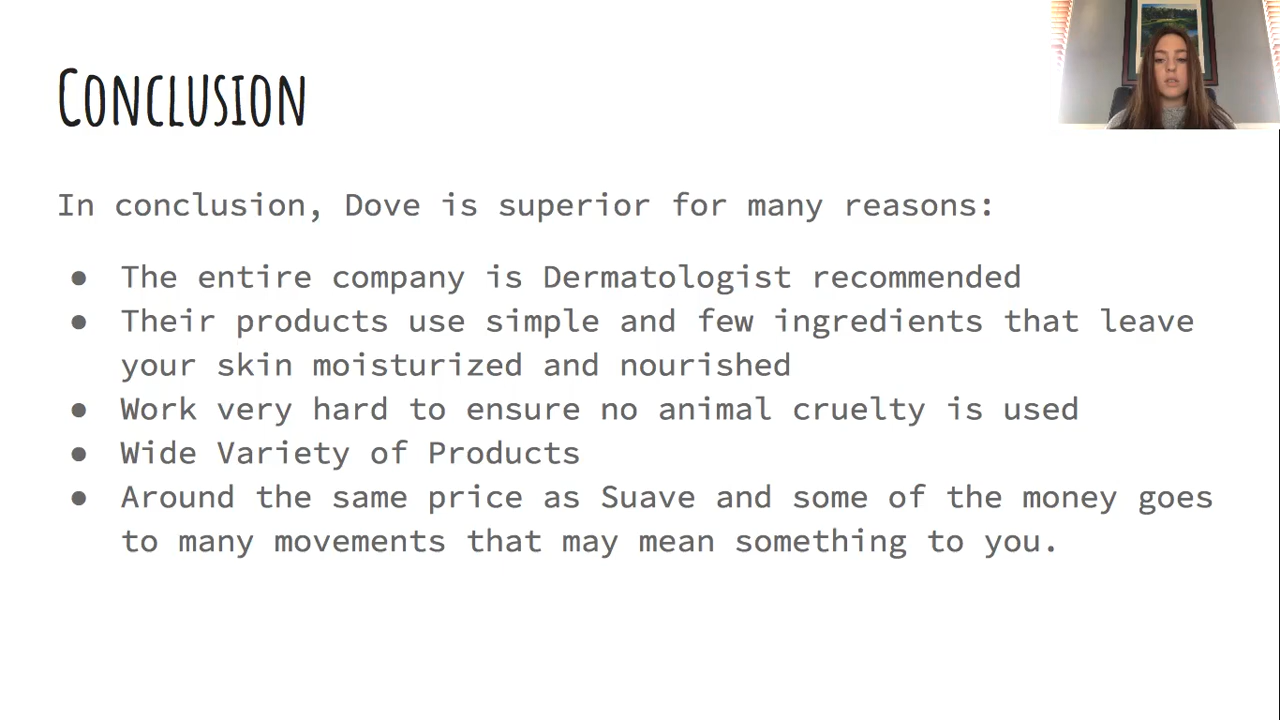 Conclusion
In conclusion, Dove is superior for many reasons:
● The entire company is Dermatologist recommended
● Their products use simple and few ingredients that leave
your skin moisturized and nourished
● Work very hard to ensure no animal cruelty is used
● Wide Variety of Products
● Around the same price as Suave and some of the money goes
to many movements that may mean something to you.